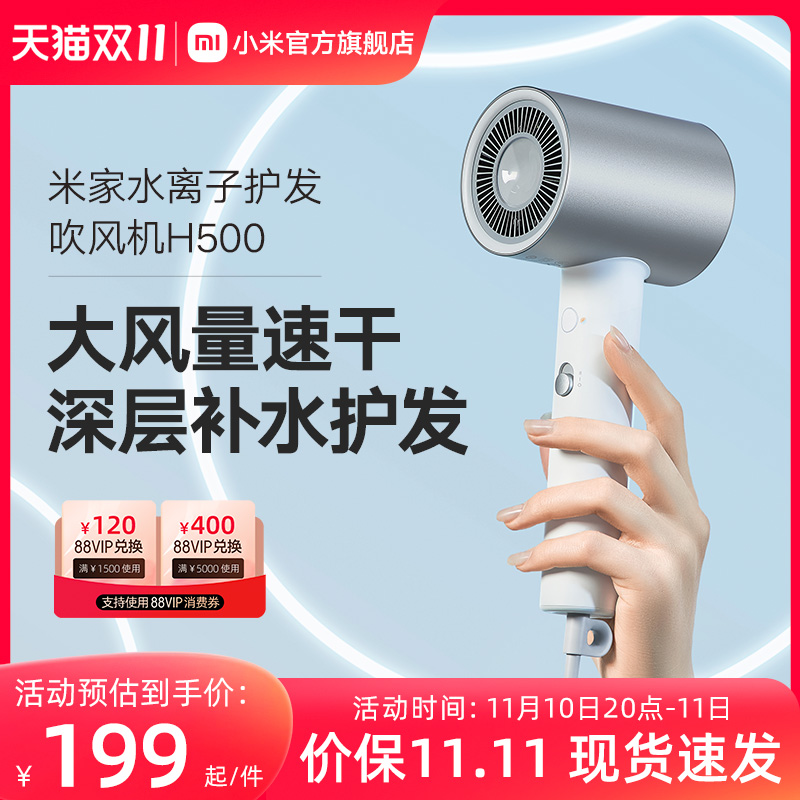 天猫双11 小米官方旗舰店
米家水离子护发
吹风机H500
大风量速干
深层补水护发
¥120
88VIP兑换
满¥1500使用
¥400
88VIP兑换
满¥5000使用
支持使用88VIP消费券
活动预估到手价:
¥199起/件
活动时间: 11月10日20点-11日
价保11.11 现货速发